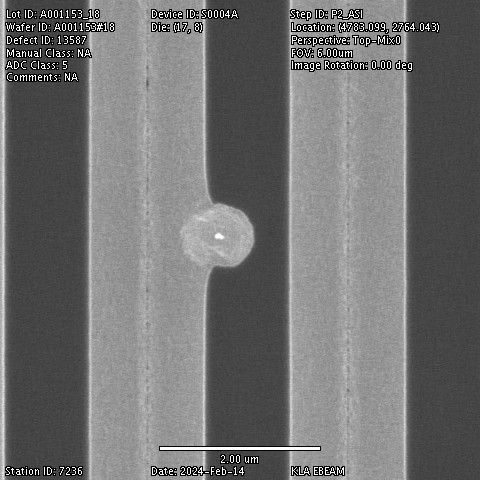 Lot ID: A001153_18
Wafer ID: A001153#18
Defect ID: 13587
Manual Class: NA
ADC Class: 5
Comments: NA
Device ID: S0004A
Die: (17, 8)
Step ID: P2_ASI
Location: (4783.099, 2764.043)
Perspective: Top-Mix0
FOV: 6.00um
Image Rotation: 0.00 deg
2.00 um
Station ID: 7236
Date: 2024-Feb-14
KLA EBEAM